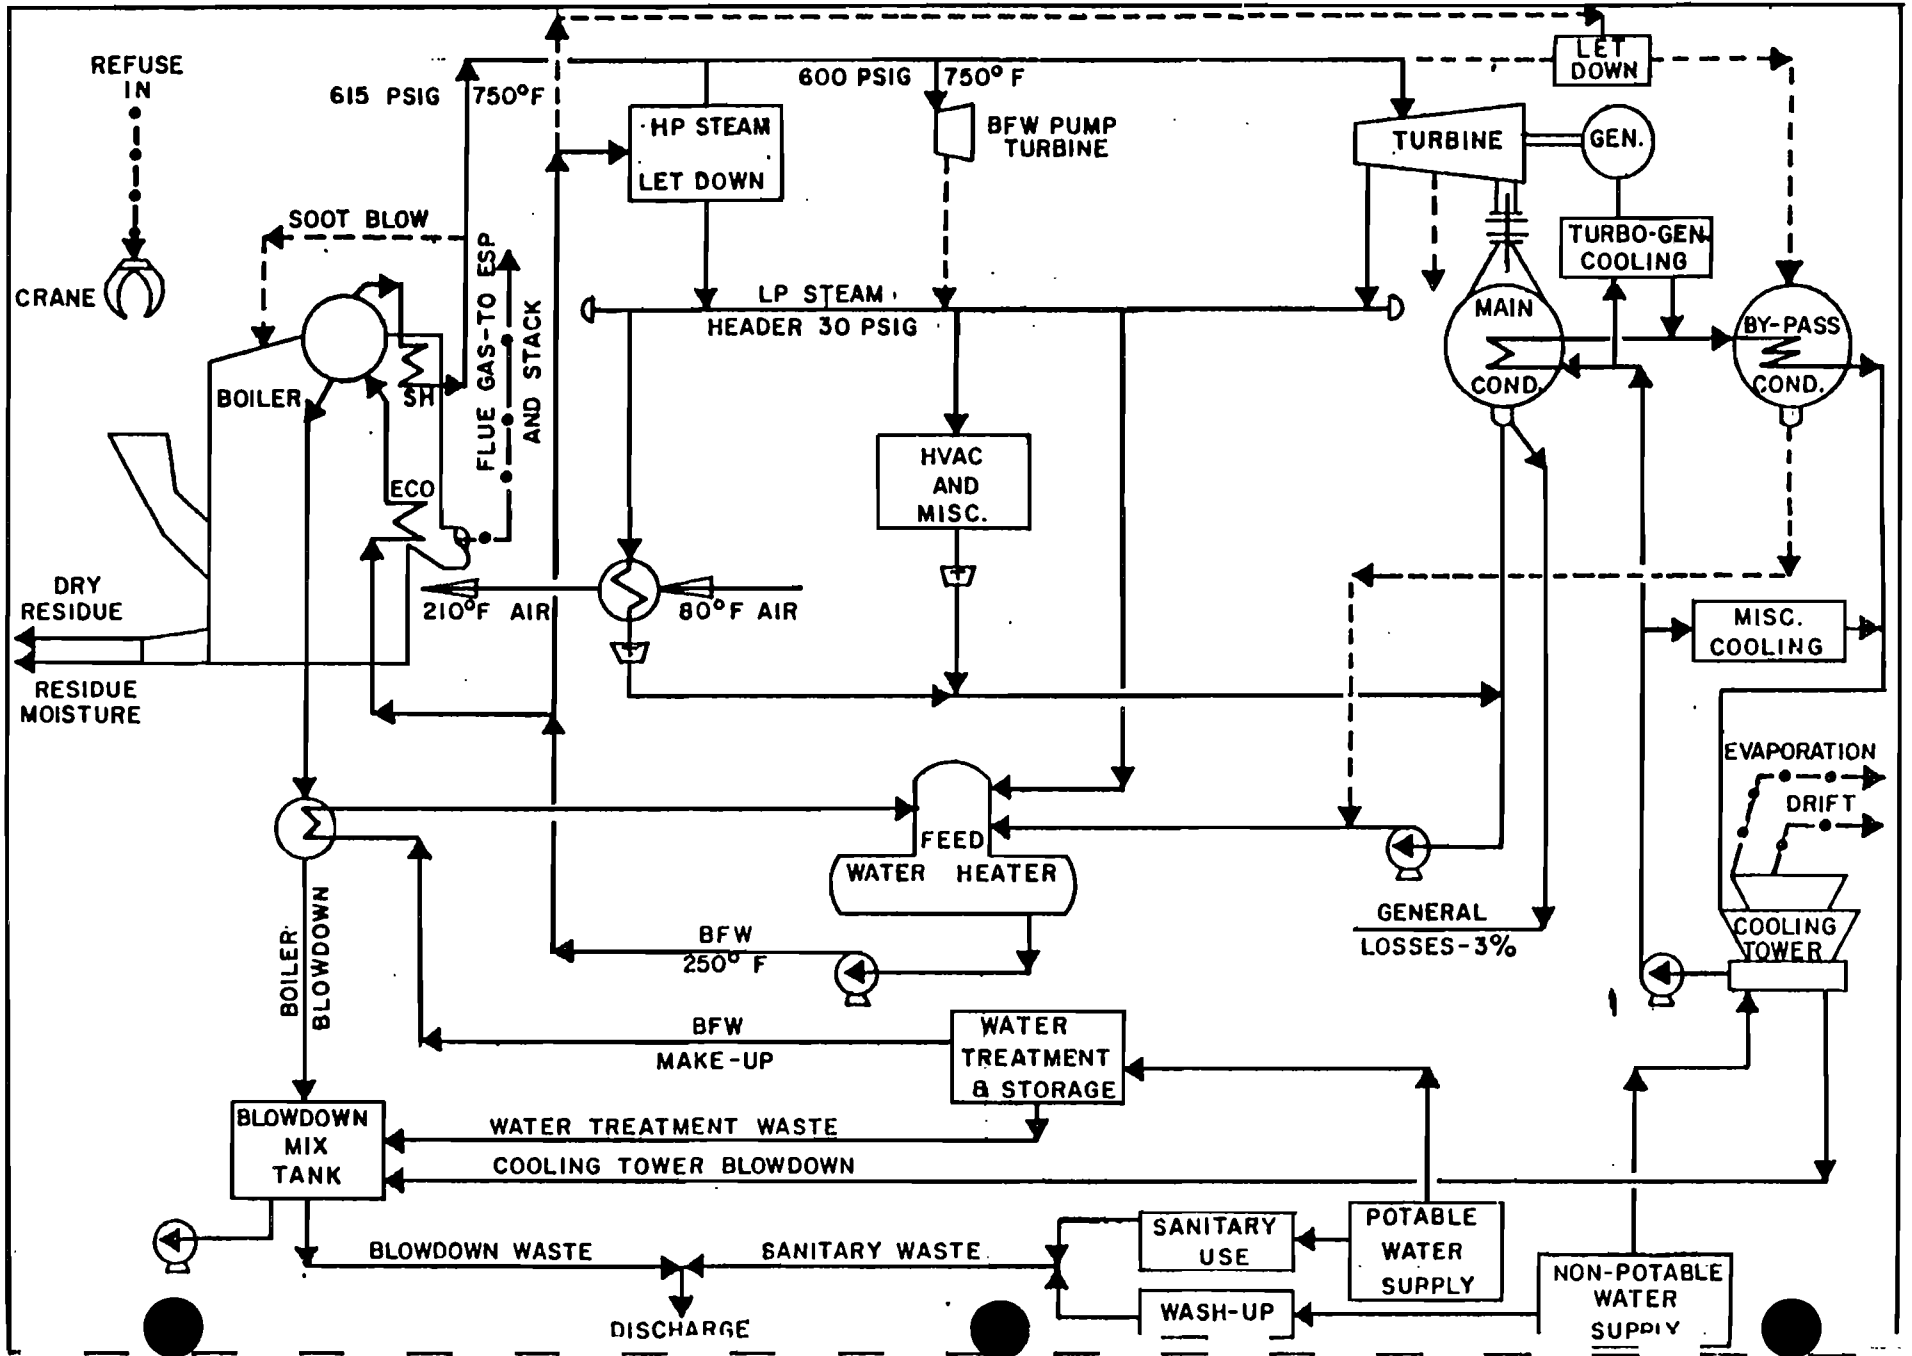 REFUSE
IN
CRANE
615 PSIG 750°F
600 PSIG 750° F
LET
DOWN
HP STEAM
LET DOWN
BFW PUMP
TURBINE
TURBINE
GEN.
TURBO-GEN
COOLING
SOOT BLOW
FLUE GAS-TO ESP
AND STACK
LP STEAM
HEADER 30 PSIG
MAIN
COND.
BY-PASS
COND.
BOILER
SH
ECO
HVAC
AND
MISC.
210°F AIR
80°F AIR
DRY
RESIDUE
RESIDUE
MOISTURE
MISC.
COOLING
EVAPORATION
DRIFT
COOLING
TOWER
FEED
WATER HEATER
GENERAL
LOSSES-3%
BFW
250° F
BOILER
BLOWDOWN
BFW
MAKE-UP
WATER
TREATMENT
& STORAGE
BLOWDOWN
MIX
TANK
WATER TREATMENT WASTE
COOLING TOWER BLOWDOWN
BLOWDOWN WASTE
SANITARY WASTE
DISCHARGE
SANITARY
USE
WASH-UP
POTABLE
WATER
SUPPLY
NON-POTABLE
WATER
SUPPLY